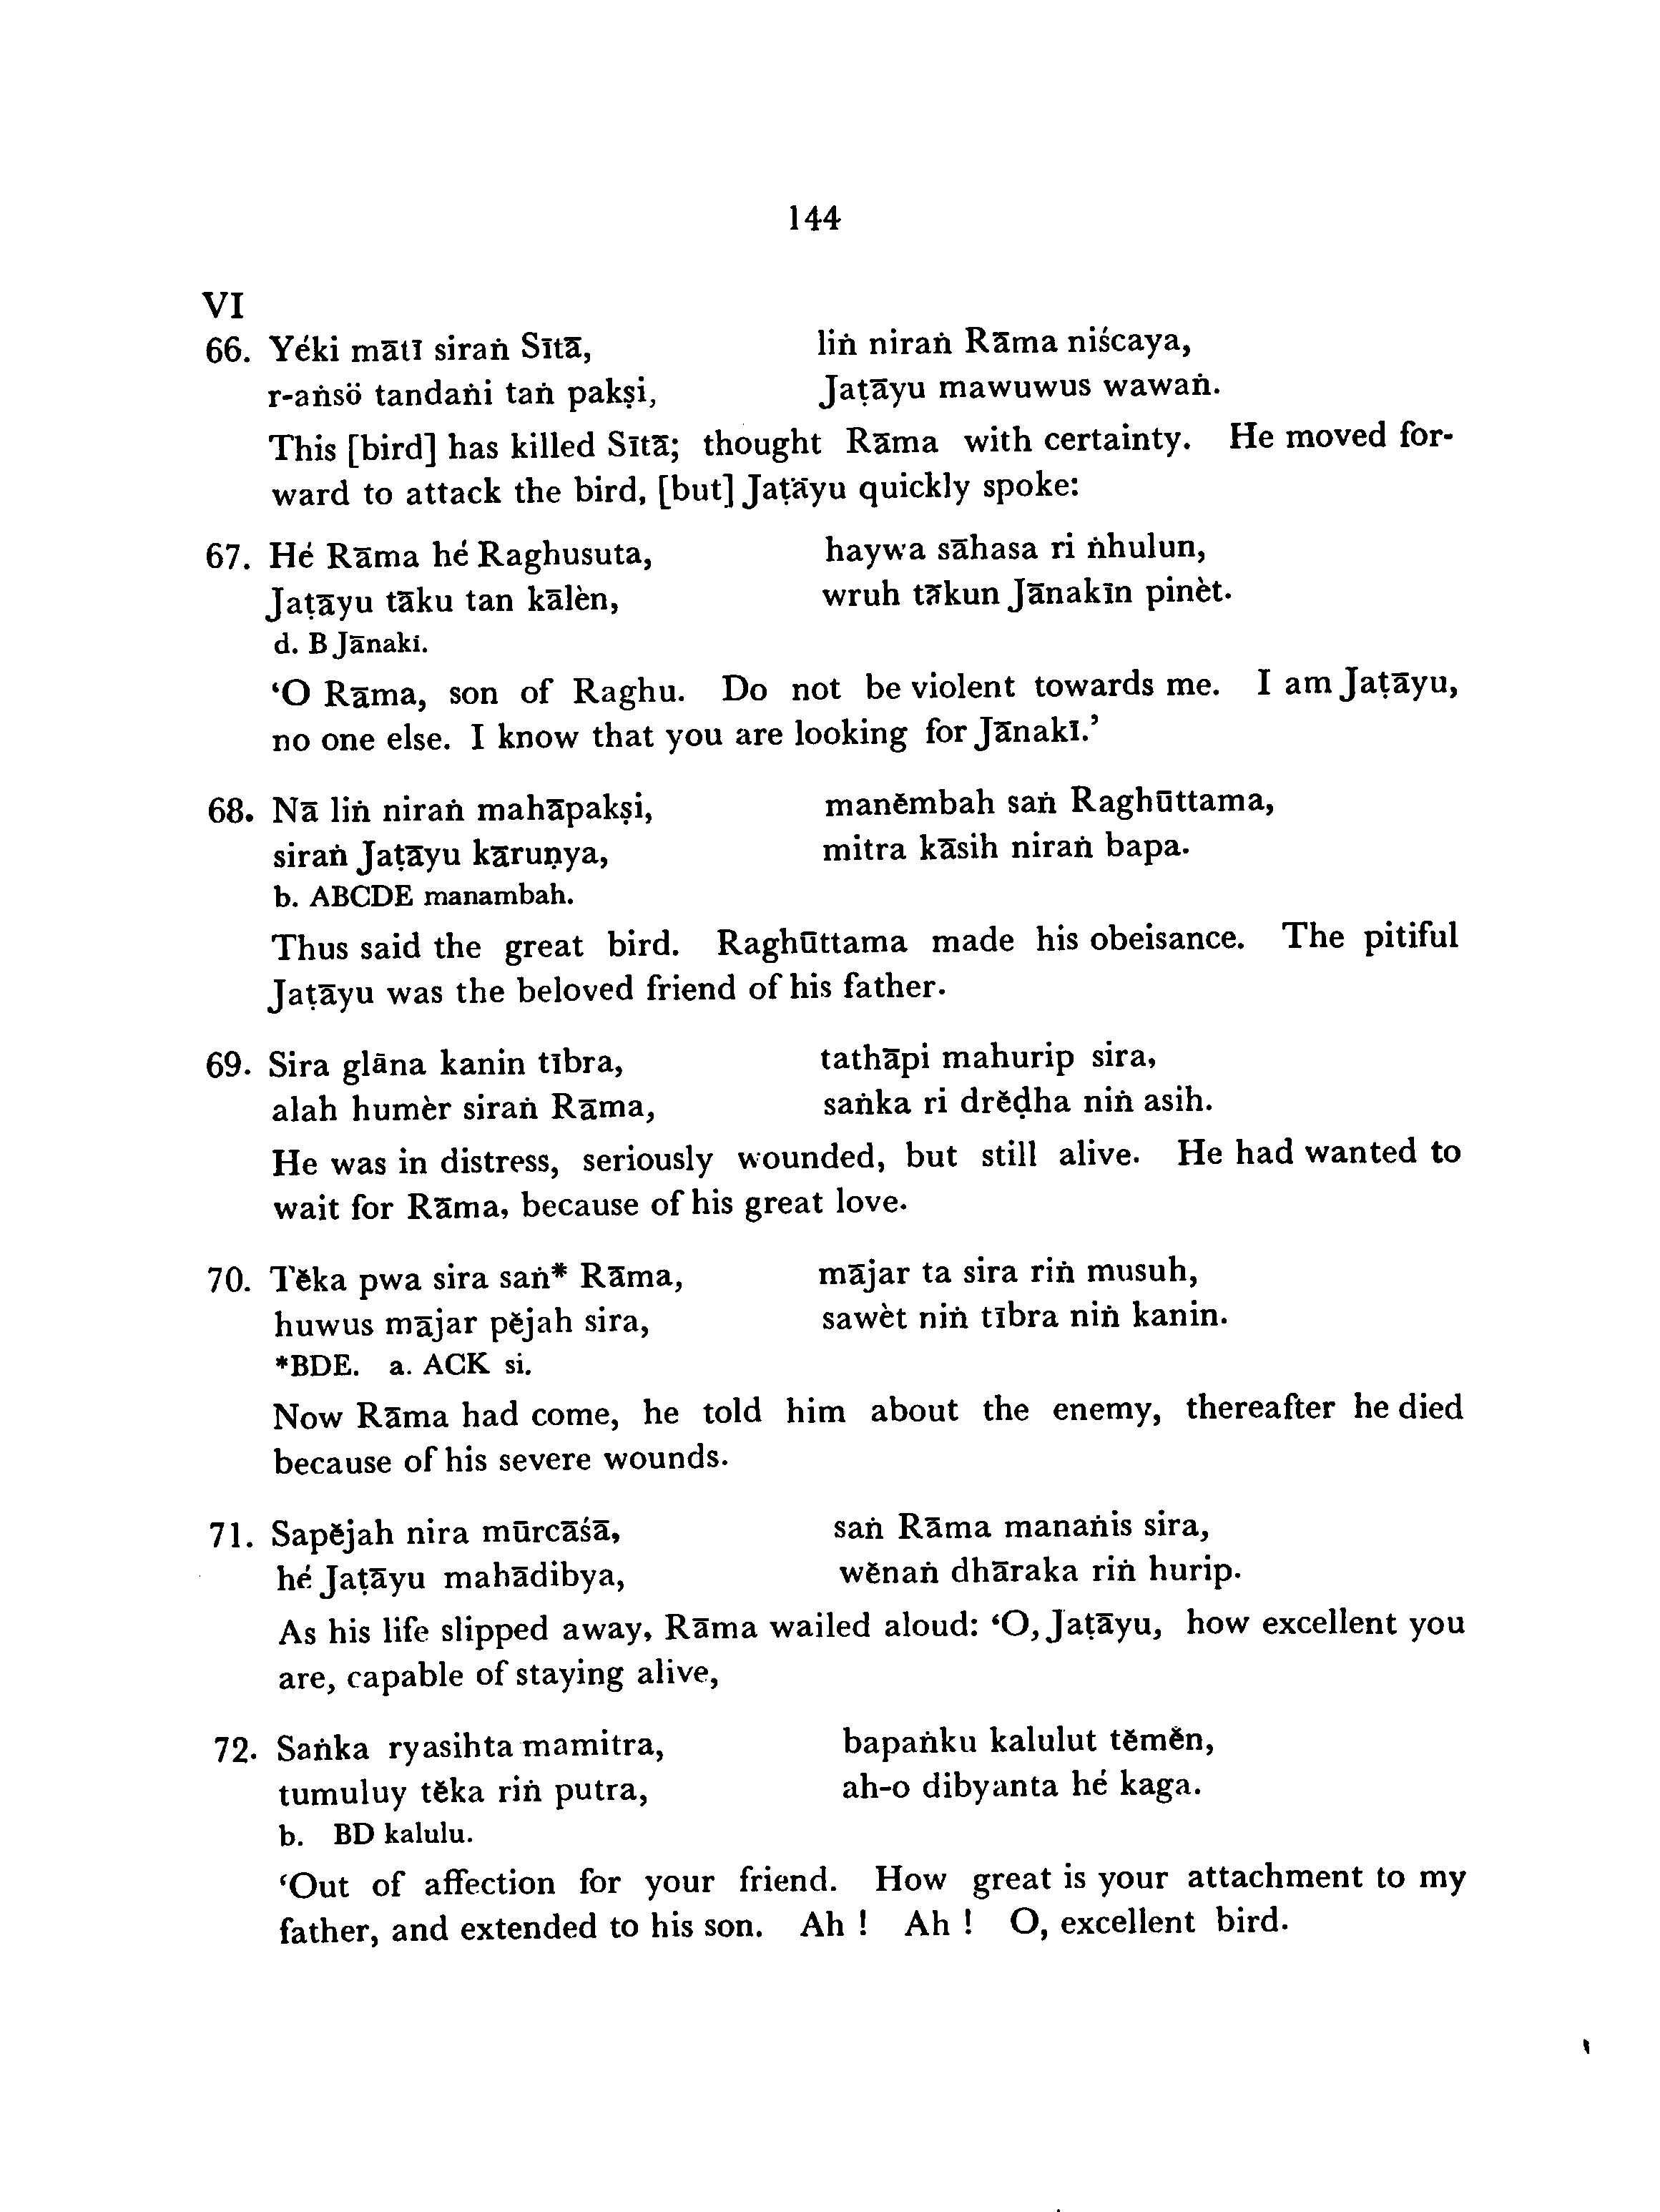 144
VI
66. Yéki mātī siraṅ Sītā, liṅ niraṅ Rāma niścaya,
r-aṅsö tandaṅi taṅ pakṣi, Jaṭāyu mawuwus wawaṅ.
This [bird] has killed Sītā; thought Rāma with certainty. He moved for-
ward to attack the bird, [but] Jaṭāyu quickly spoke:
67. Hé Rāma hé Raghusuta, haywa sāhasa ri ṅhulun,
Jaṭāyu tāku tan kālèn, wruh tākun Jānakīn pinèt.
d. B Jānaki.
‘O Rāma, son of Raghu. Do not be violent towards me. I am Jaṭāyu,
no one else. I know that you are looking for Jānakī.’
68. Nā liṅ niraṅ mahāpakṣi, manĕmbah saṅ Raghūttama,
siraṅ Jaṭāyu kāruṇya, mitra kāsih niraṅ bapa.
b. ABCDE manambah.
Thus said the great bird. Raghūttama made his obeisance. The pitiful
Jaṭāyu was the beloved friend of his father.
69. Sira glāna kanin tībra, tathāpi mahurip sira,
alah humèr siraṅ Rāma, saṅka ri drĕḍha niṅ asih.
He was in distress, seriously wounded, but still alive. He had wanted to
wait for Rāma, because of his great love.
70. Tĕka pwa sira saṅ* Rāma, mājar ta sira riṅ musuh,
huwus mājar pĕjah sira, sawèt niṅ tībra niṅ kanin.
*BDE. a. ACK si.
Now Rāma had come, he told him about the enemy, thereafter he died
because of his severe wounds.
71. Sapĕjah nira mūrcāśā, saṅ Rāma manaṅis sira,
hé Jaṭāyu mahādibya, wĕnaṅ dhāraka riṅ hurip.
As his life slipped away, Rāma wailed aloud: ‘O, Jaṭāyu, how excellent you
are, capable of staying alive,
72. Saṅka ryasihta mamitra, bapaṅku kalulut tĕmĕn,
tumuluy tĕka riṅ putra, ah-o dibyanta hé kaga.
b. BD kalulu.
‘Out of affection for your friend. How great is your attachment to my
father, and extended to his son. Ah ! Ah ! O, excellent bird.